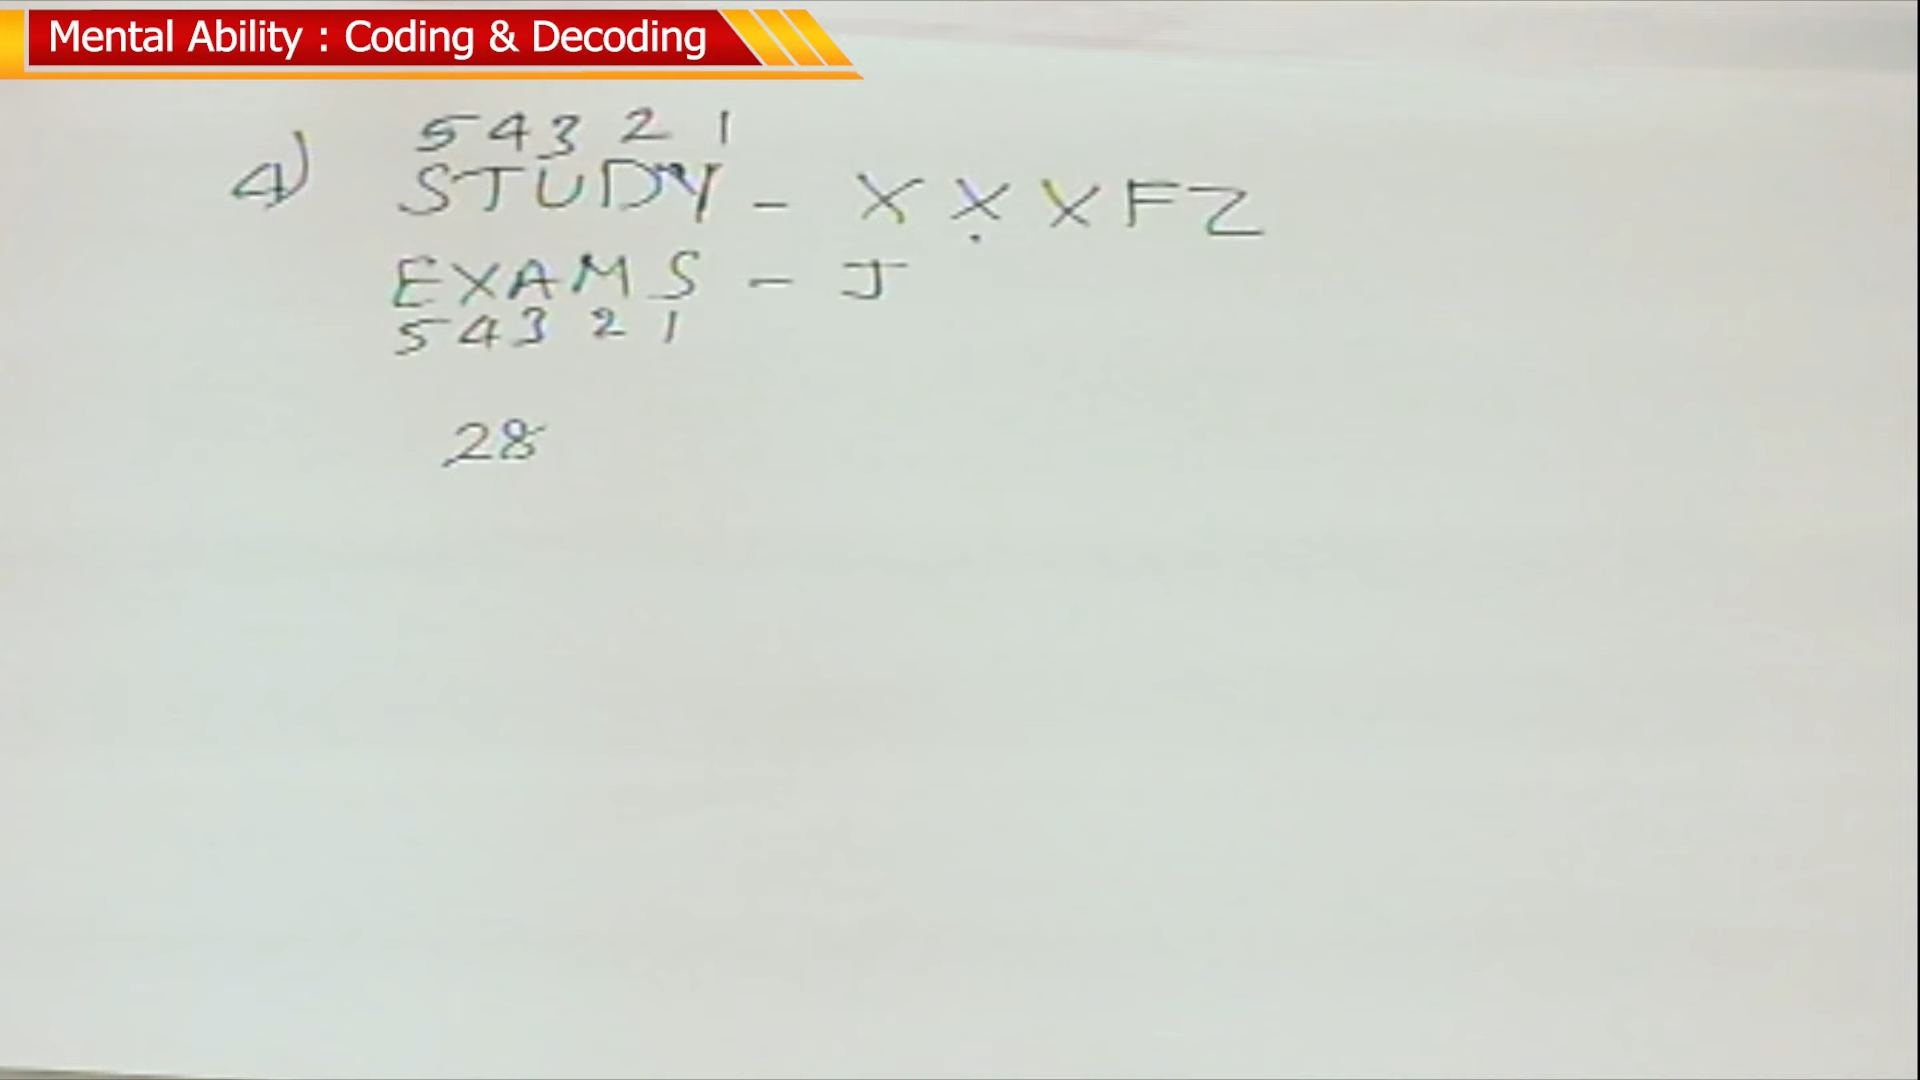 Mental Ability : Coding & Decoding
5 4 3 2 1
4) STUDY - X X X F Z
EXAMS - J
5 4 3 2 1
28